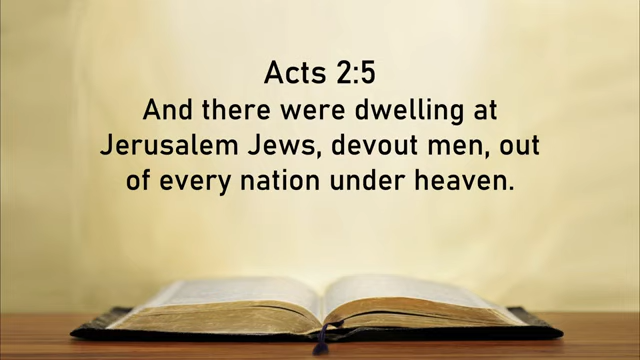 Acts 2:5
And there were dwelling at
Jerusalem Jews, devout men, out
of every nation under heaven.